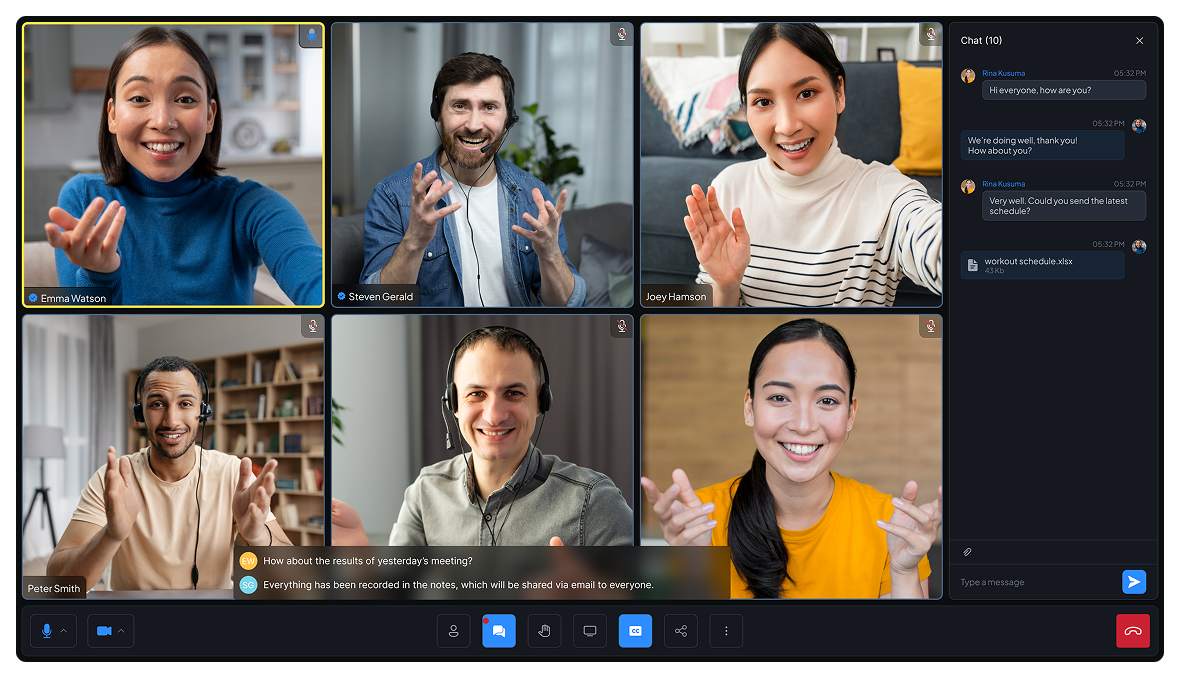 Emma Watson
Steven Gerald
Joey Hamson
Peter Smith
EW How about the results of yesterday's meeting?
SG Everything has been recorded in the notes, which will be shared via email to everyone.
CC
Chat (10)
Rina Kusuma 05:32 PM
Hi everyone, how are you?
05:32 PM
We're doing well, thank you!
How about you?
Rina Kusuma 05:32 PM
Very well. Could you send the latest
schedule?
05:32 PM
workout schedule.xlsx
43 Kb
Type a message